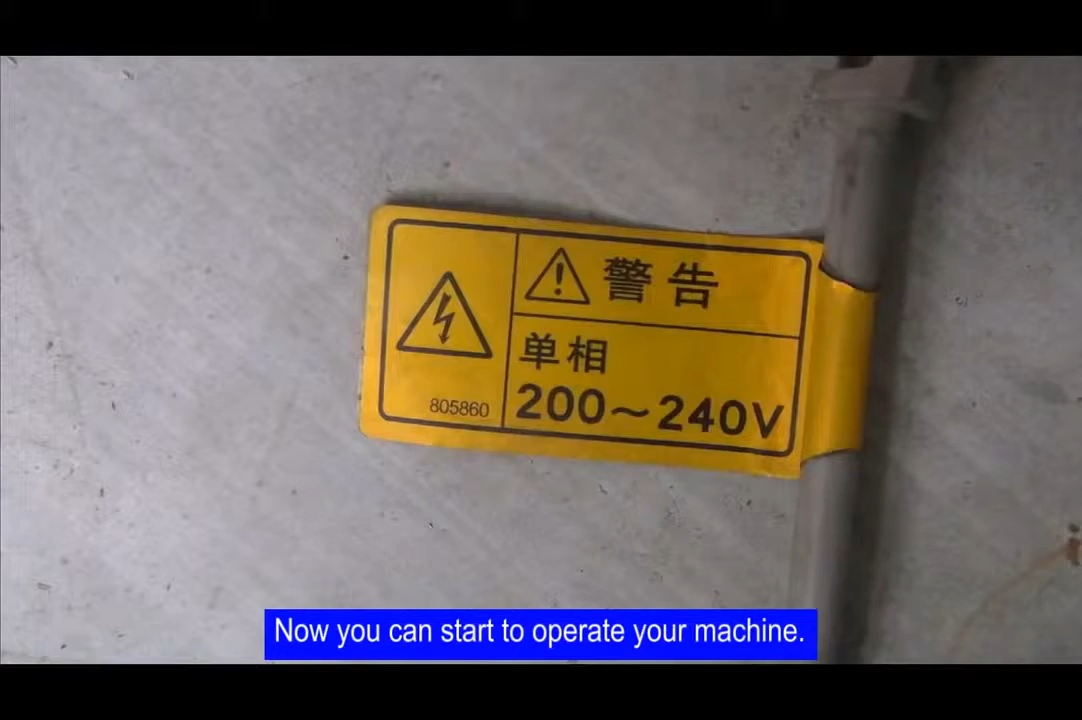 警告
单相
200～240V
805860
Now you can start to operate your machine.